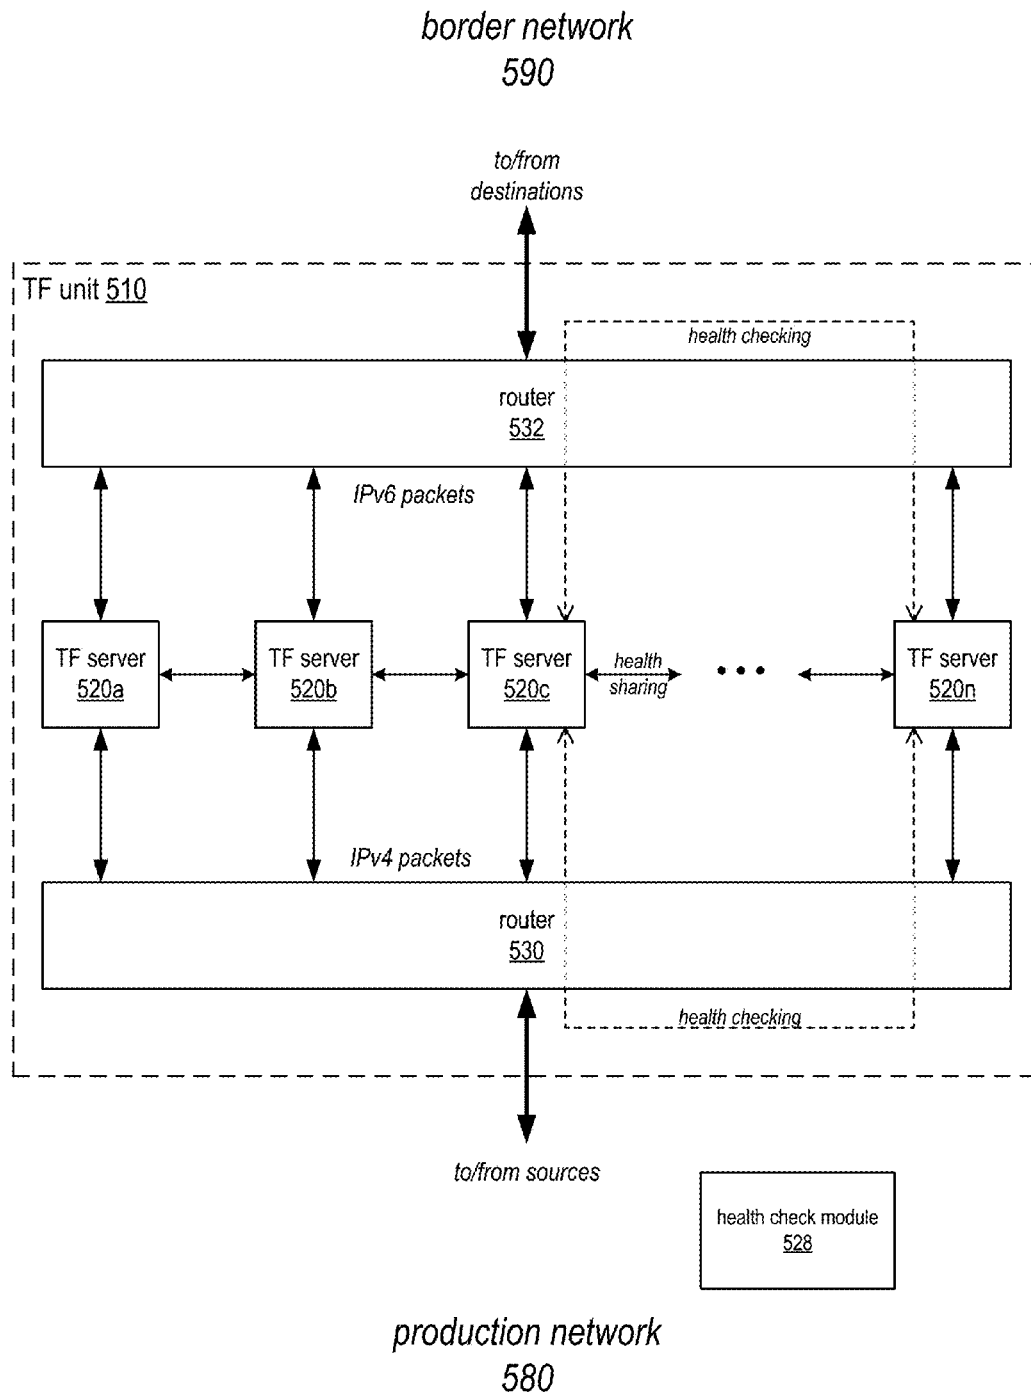 border network
590
to/from
destinations
TF unit 510
health checking
router
532
IPv6 packets
TF server
520a
TF server
520b
TF server
520c
health
sharing
• • •
TF server
520n
IPv4 packets
router
530
health checking
to/from sources
health check module
528
production network
580